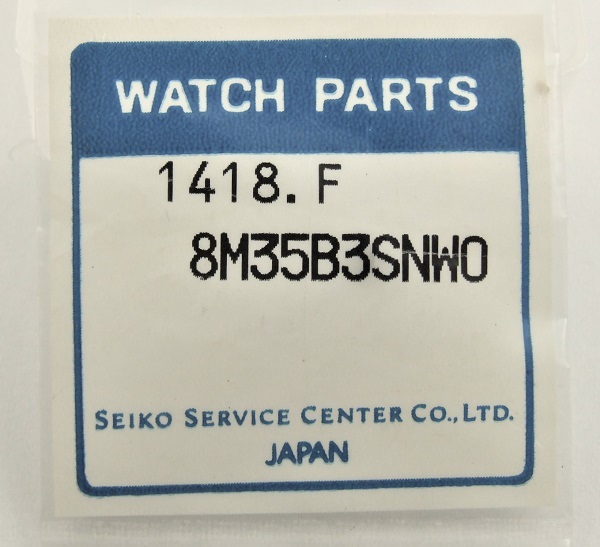 WATCH PARTS
1418.F
8M35B3SNW0
SEIKO SERVICE CENTER CO., LTD.
JAPAN